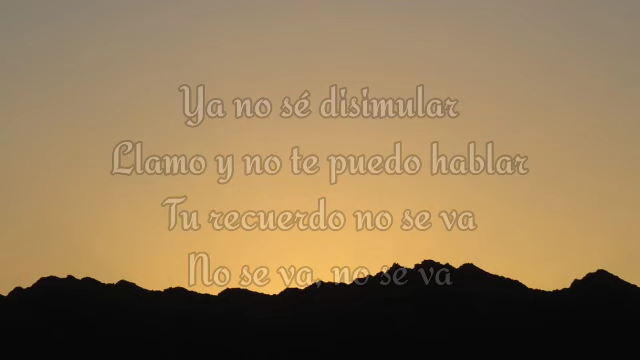 Ya no sé disimular
Llamo y no te puedo hablar
Tu recuerdo no se va
No se va, no se va